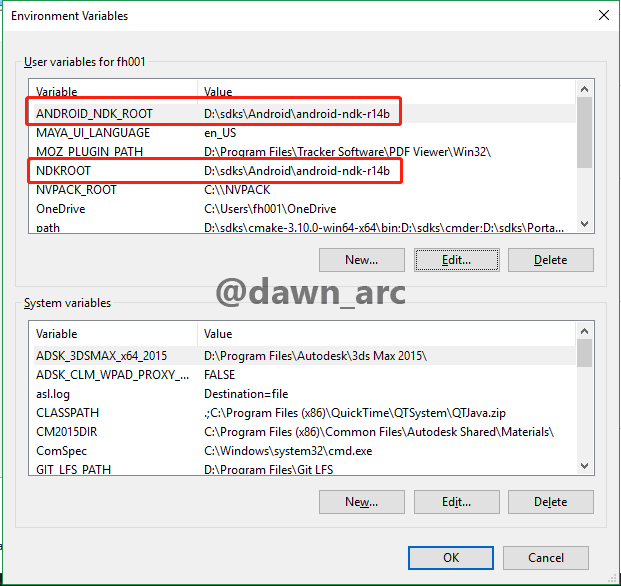 Environment Variables
User variables for fh001
Variable Value
ANDROID_NDK_ROOT D:\sdks\Android\android-ndk-r14b
MAYA_UI_LANGUAGE en_US
MOZ_PLUGIN_PATH D:\Program Files\Tracker Software\PDF Viewer\Win32\
NDKROOT D:\sdks\Android\android-ndk-r14b
NVPACK_ROOT C:\\NVPACK
OneDrive C:\Users\fh001\OneDrive
path D:\sdks\cmake-3.10.0-win64-x64\bin;D:\sdks\cmder;D:\sdks\Porta...
New... Edit... Delete
@dawn_arc
System variables
Variable Value
ADSK_3DSMAX_x64_2015 D:\Program Files\Autodesk\3ds Max 2015\
ADSK_CLM_WPAD_PROXY_... FALSE
asl.log Destination=file
CLASSPATH .;C:\Program Files (x86)\QuickTime\QTSystem\QTJava.zip
CM2015DIR C:\Program Files (x86)\Common Files\Autodesk Shared\Materials\
ComSpec C:\Windows\system32\cmd.exe
GIT_LFS_PATH D:\Program Files\Git LFS
New... Edit... Delete
OK Cancel